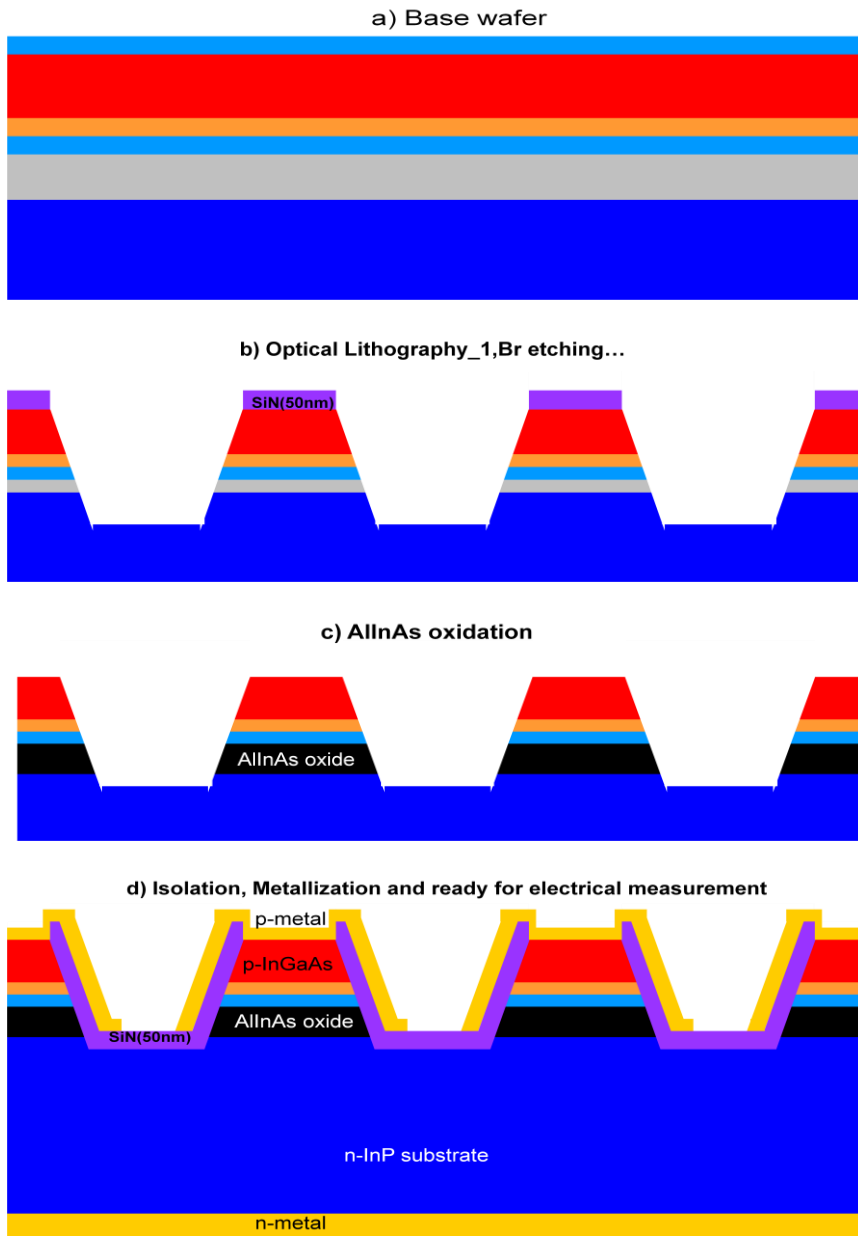 a) Base wafer
b) Optical Lithography_1,Br etching…
SiN(50nm)
c) AlInAs oxidation
AlInAs oxide
d) Isolation, Metallization and ready for electrical measurement
p-metal
p-InGaAs
AlInAs oxide
SiN(50nm)
n-InP substrate
n-metal